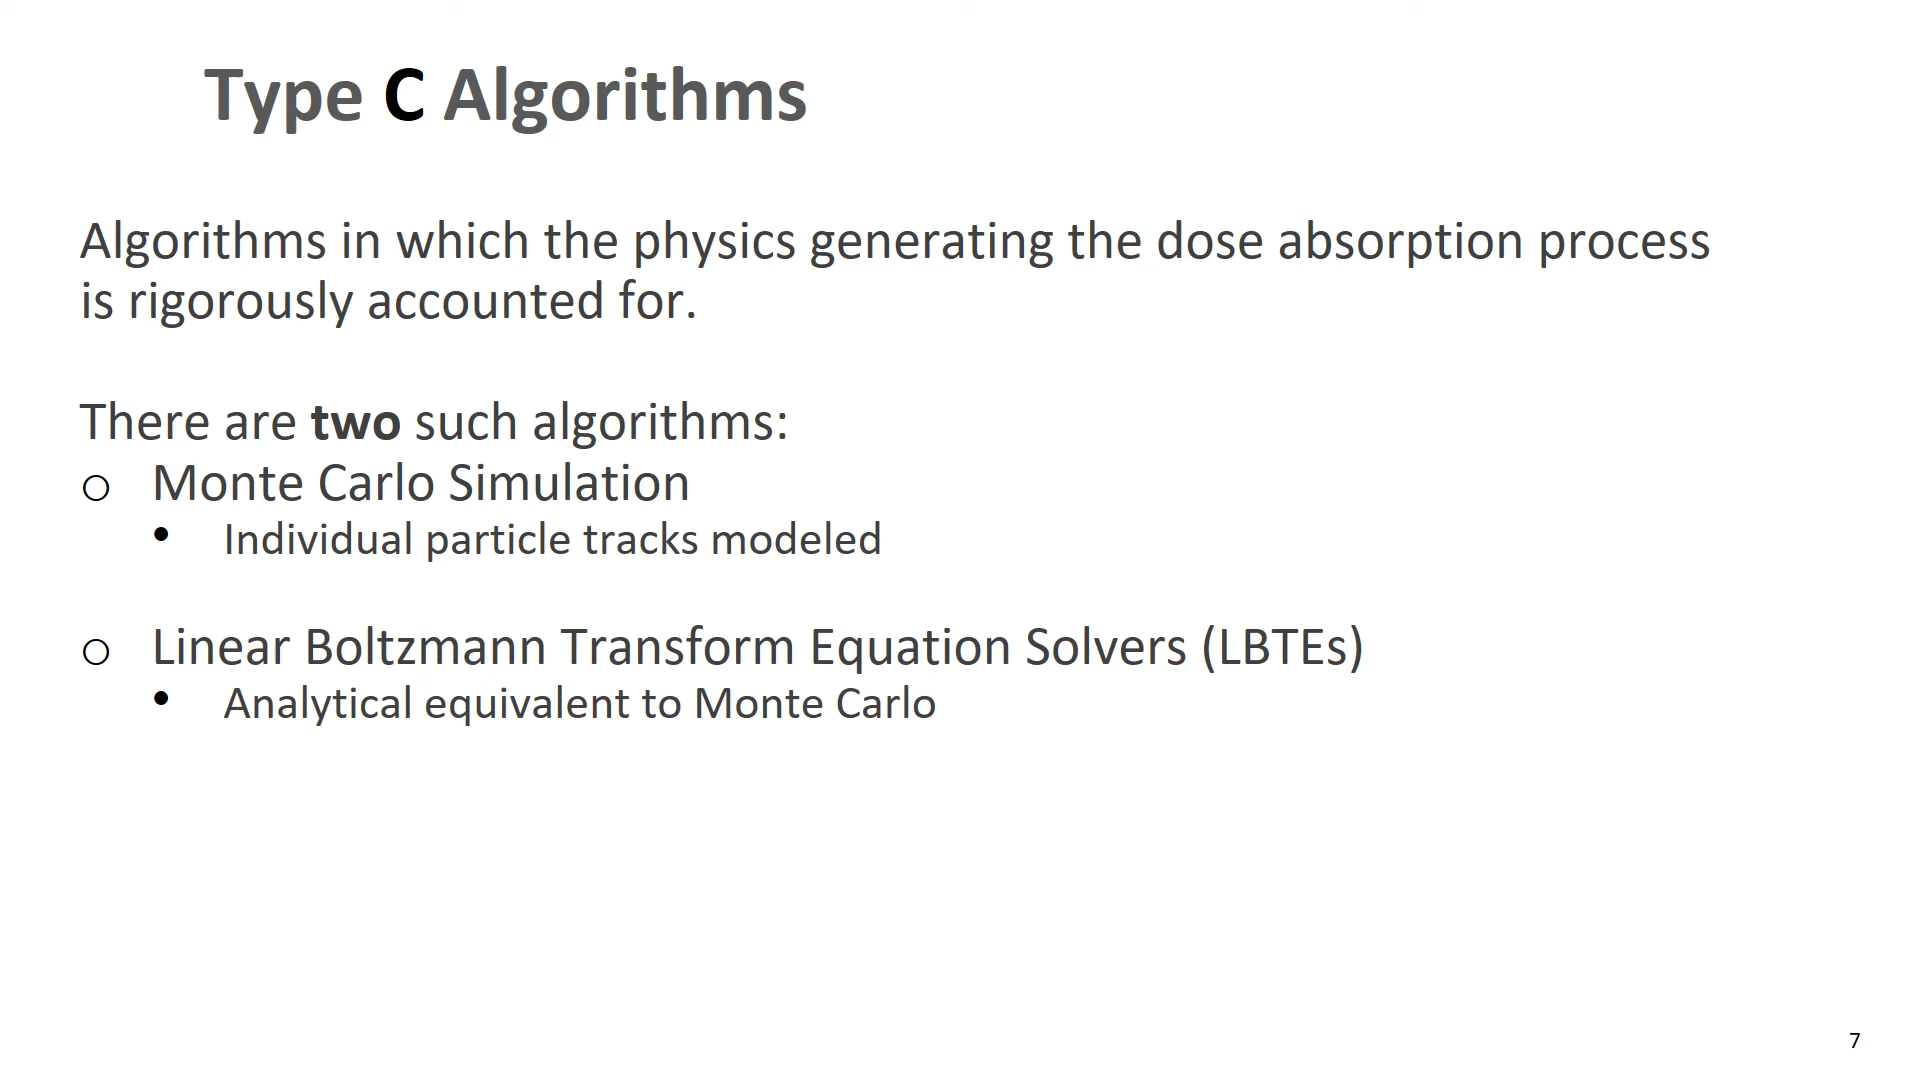 Type C Algorithms
Algorithms in which the physics generating the dose absorption process
is rigorously accounted for.
There are two such algorithms:
○ Monte Carlo Simulation
• Individual particle tracks modeled
○ Linear Boltzmann Transform Equation Solvers (LBTEs)
• Analytical equivalent to Monte Carlo
7